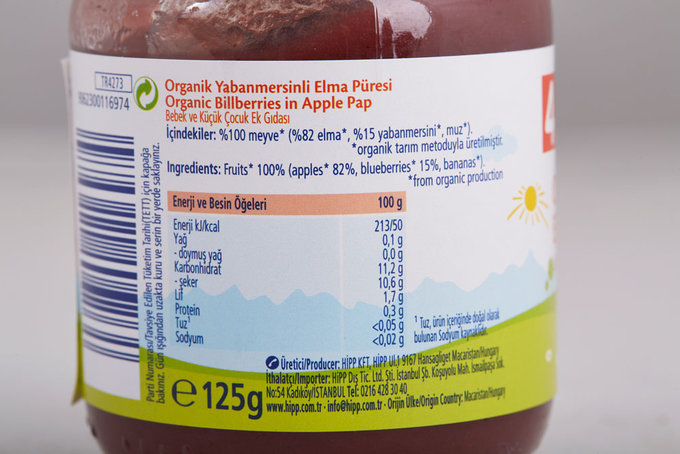 TR4273
9062300116974
Organik Yabanmersinli Elma Püresi
Organic Billberries in Apple Pap
Bebek ve Küçük Çocuk Ek Gıdası
İçindekiler: %100 meyve* (%82 elma*, %15 yabanmersini*, muz*).
*organik tarım metoduyla üretilmiştir.
Ingredients: Fruits* 100% (apples* 82%, blueberries* 15%, bananas*).
*from organic production
Enerji ve Besin Öğeleri 100 g
Enerji kJ/kcal 213/50
Yağ 0,1 g
- doymuş yağ 0,0 g
Karbonhidrat 11,2 g
- şeker 10,6 g
Lif 1,7 g
Protein 0,3 g
Tuz¹ <0,05 g
Sodyum <0,02 g
¹ Tuz, ürün içeriğinde doğal olarak
bulunan Sodyum kaynaklıdır.
Parti Numarası/Tavsiye Edilen Tüketim Tarihi(TETT) için kapağa
bakınız. Gün ışığından uzakta kuru ve serin bir yerde saklayınız.
Üretici/Producer: HiPP KFT, HİPP Ut.1 9167 Hansagliget Macaristan/Hungary
İthalatçı/Importer: HiPP Dış Tic. Ltd. Şti. İstanbul Şb. Koşuyolu Mah. İsmailpaşa Sok.
No:54 Kadıköy/İSTANBUL Tel: 0216 428 30 40
www.hipp.com.tr · info@hipp.com.tr · Orijin Ülke/Origin Country: Macaristan/Hungary
e 125g
4